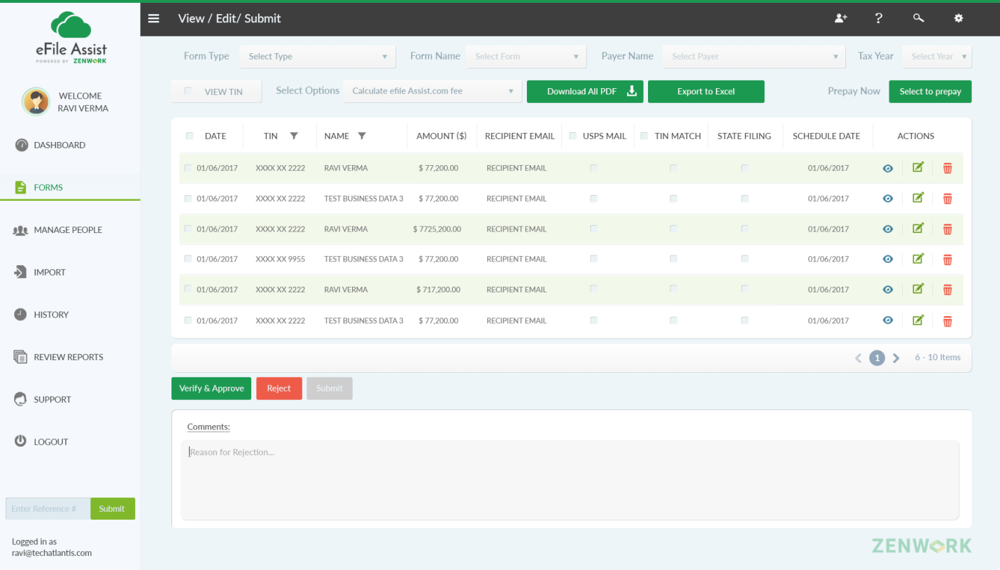 View / Edit/ Submit
eFile Assist
POWERED BY ZENWORK
WELCOME
RAVI VERMA
DASHBOARD
FORMS
MANAGE PEOPLE
IMPORT
HISTORY
REVIEW REPORTS
SUPPORT
LOGOUT
Enter Reference # Submit
Logged in as
ravi@techatlantis.com
Form Type Select Type Form Name Select Form Payer Name Select Payer Tax Year Select Year
VIEW TIN Select Options Calculate efile Assist.com fee Download All PDF Export to Excel Prepay Now Select to prepay
DATE TIN NAME AMOUNT ($) RECIPIENT EMAIL USPS MAIL TIN MATCH STATE FILING SCHEDULE DATE ACTIONS
01/06/2017 XXXX XX 2222 RAVI VERMA $ 77,200.00 RECIPIENT EMAIL 01/06/2017
01/06/2017 XXXX XX 2222 TEST BUSINESS DATA 3 $ 77,200.00 RECIPIENT EMAIL 01/06/2017
01/06/2017 XXXX XX 2222 RAVI VERMA $ 7725,200.00 RECIPIENT EMAIL 01/06/2017
01/06/2017 XXXX XX 9955 TEST BUSINESS DATA 3 $ 77,200.00 RECIPIENT EMAIL 01/06/2017
01/06/2017 XXXX XX 2222 RAVI VERMA $ 717,200.00 RECIPIENT EMAIL 01/06/2017
01/06/2017 XXXX XX 2222 TEST BUSINESS DATA 3 $ 77,200.00 RECIPIENT EMAIL 01/06/2017
1 6 - 10 Items
Verify & Approve Reject Submit
Comments:
Reason for Rejection...
ZENWORK